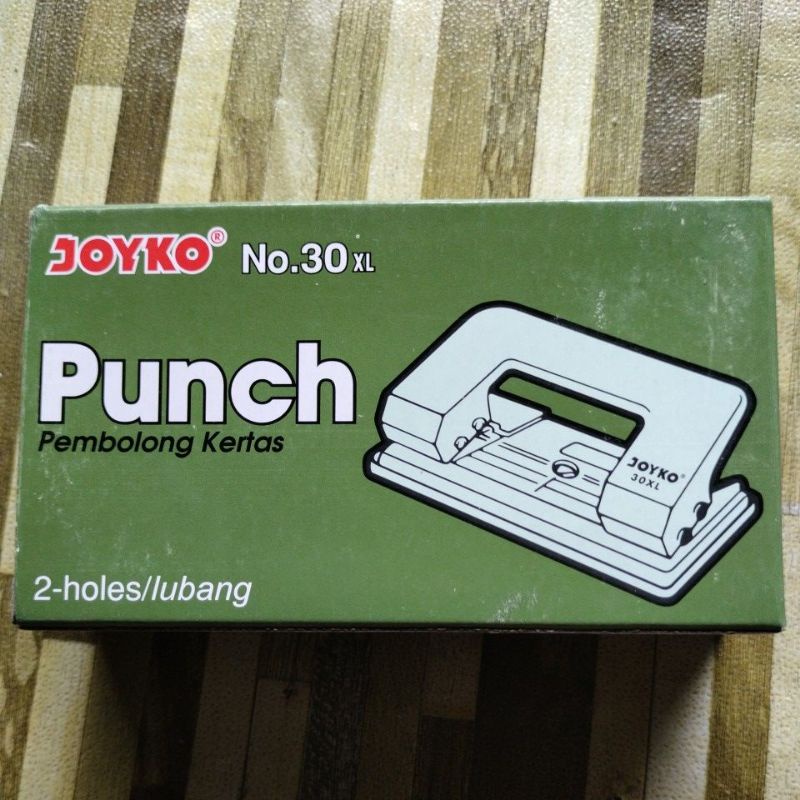 JOYKO® No.30 XL
Punch
Pembolong Kertas
JOYKO®
30XL
2-holes/lubang